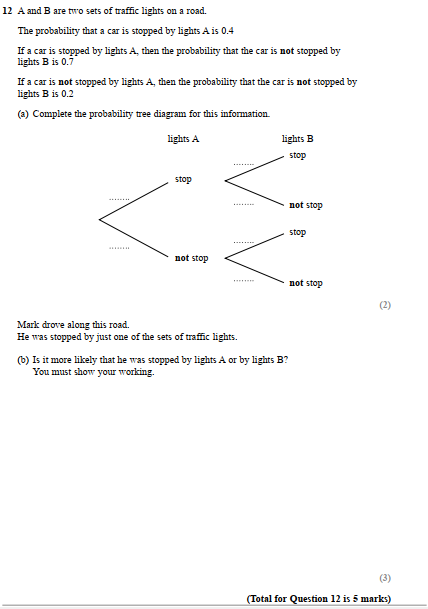 12 A and B are two sets of traffic lights on a road.
The probability that a car is stopped by lights A is 0.4
If a car is stopped by lights A, then the probability that the car is not stopped by
lights B is 0.7
If a car is not stopped by lights A, then the probability that the car is not stopped by
lights B is 0.2
(a) Complete the probability tree diagram for this information.
lights A lights B
stop
stop
........
........
........
not stop
stop
........
........
not stop
........
not stop
(2)
Mark drove along this road.
He was stopped by just one of the sets of traffic lights.
(b) Is it more likely that he was stopped by lights A or by lights B?
You must show your working.
(3)
(Total for Question 12 is 5 marks)